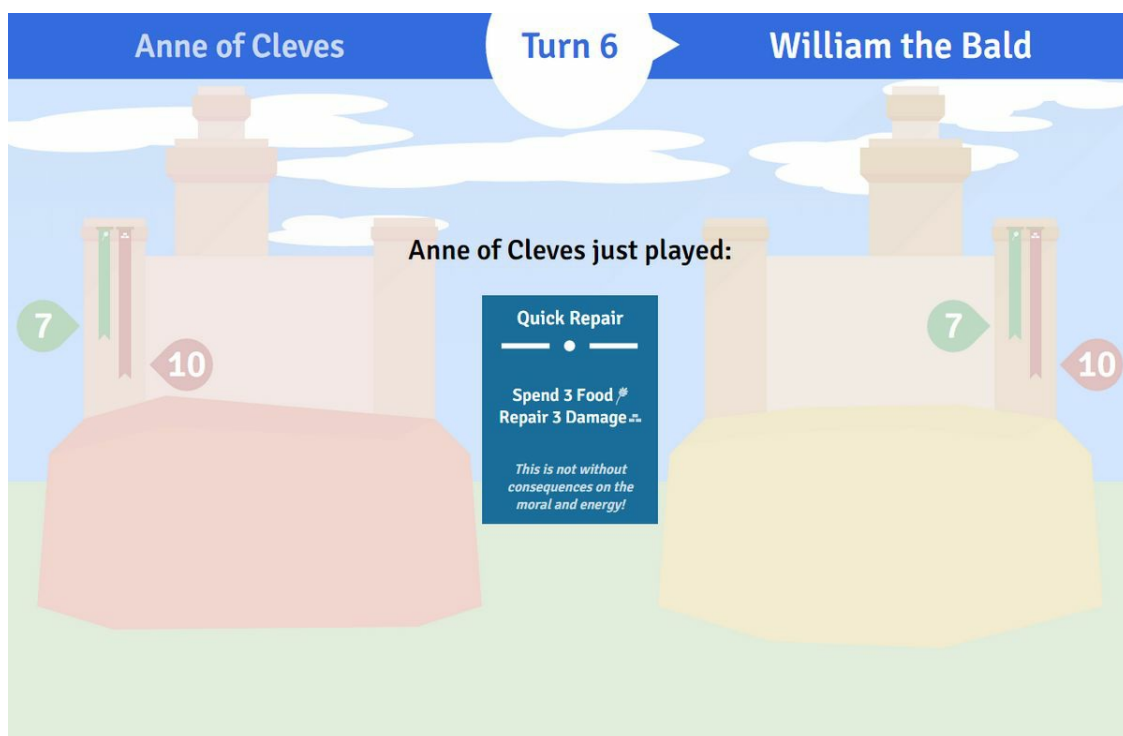 Anne of Cleves
Turn 6
William the Bald
Anne of Cleves just played:
7
10
Quick Repair
Spend 3 Food
Repair 3 Damage
This is not without
consequences on the
moral and energy!
7
10